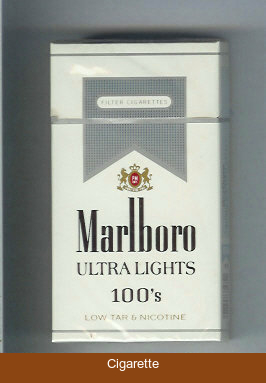 FILTER CIGARETTES
Marlboro
ULTRA LIGHTS
100's
LOW TAR & NICOTINE
Cigarette